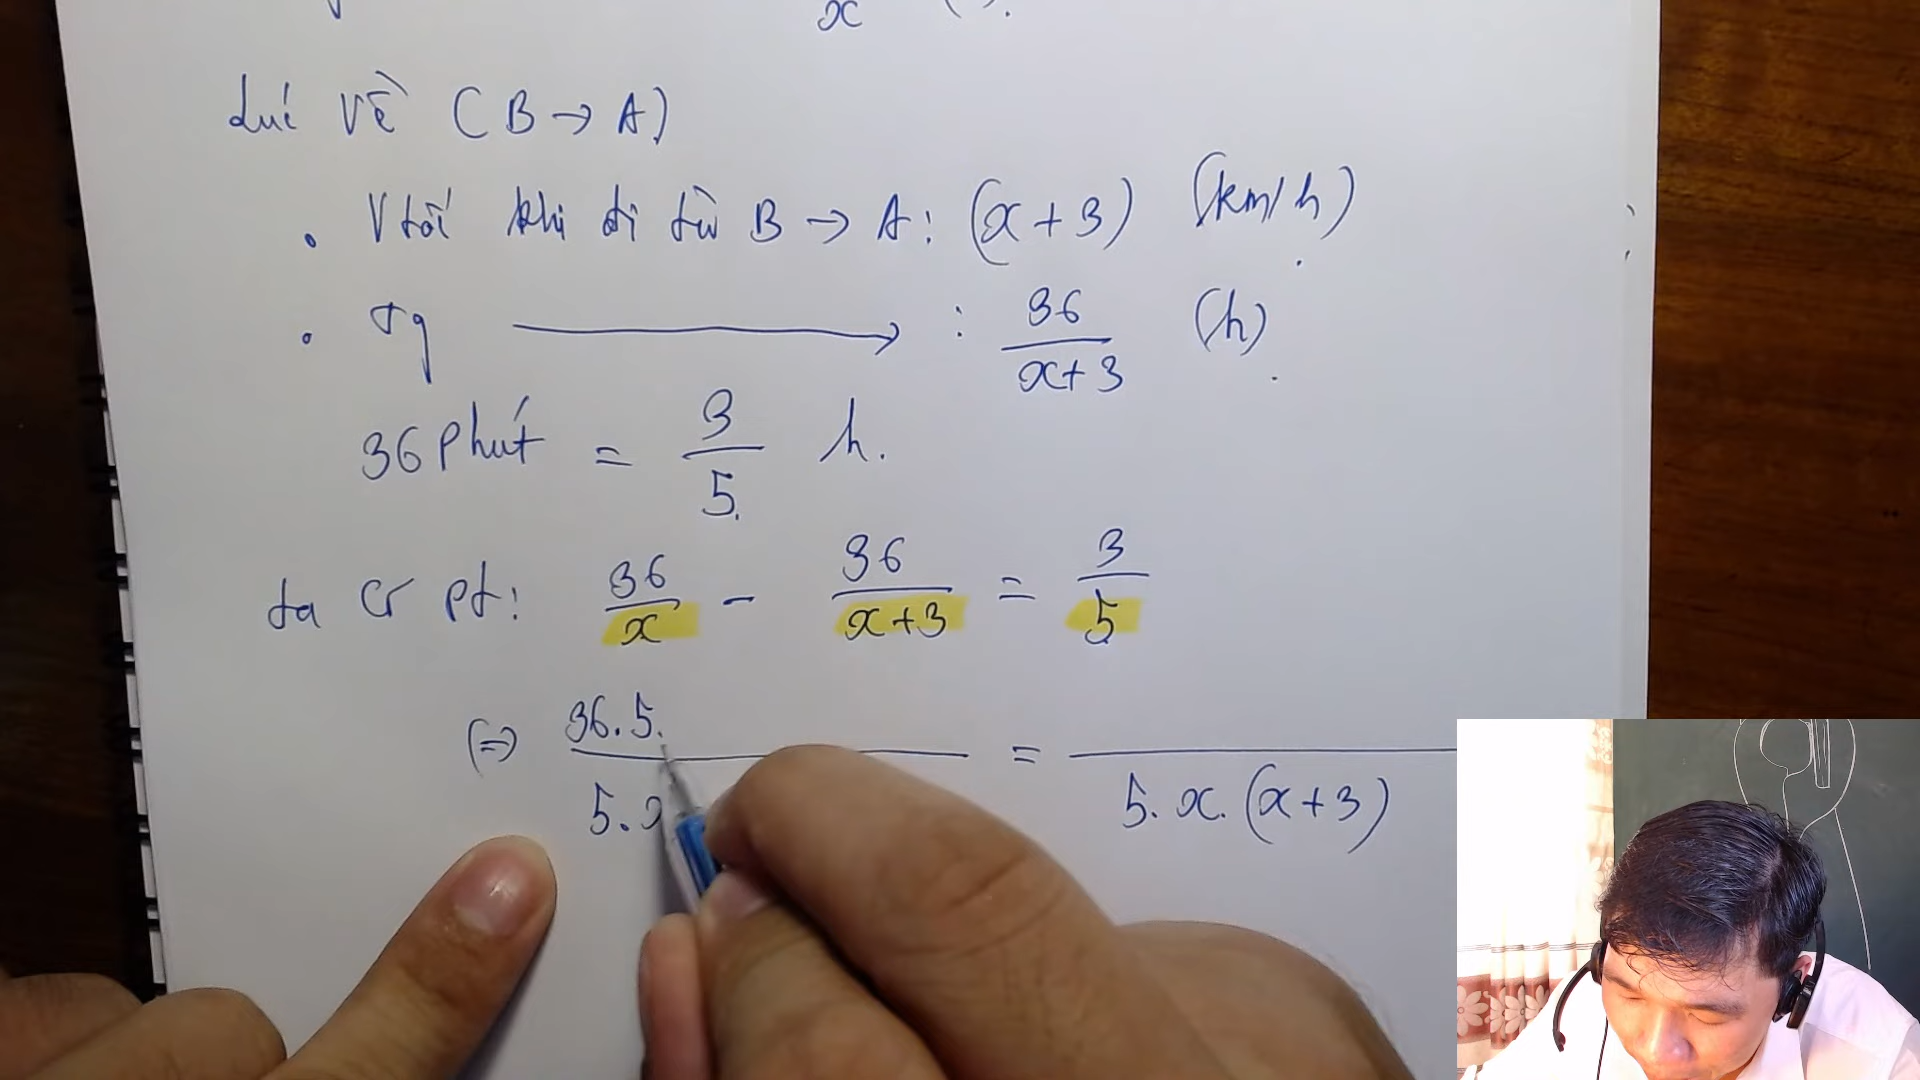 x
Lúc về (B → A)
. Vtốc khi đi từ B → A: (x + 3) (km/h).
. Tg ⟶ : 36/(x+3) (h).
36 phút = 3/5 h.
ta có pt: 36/x - 36/(x+3) = 3/5
(⇒) 36.5. / 5.x = / 5.x.(x+3)